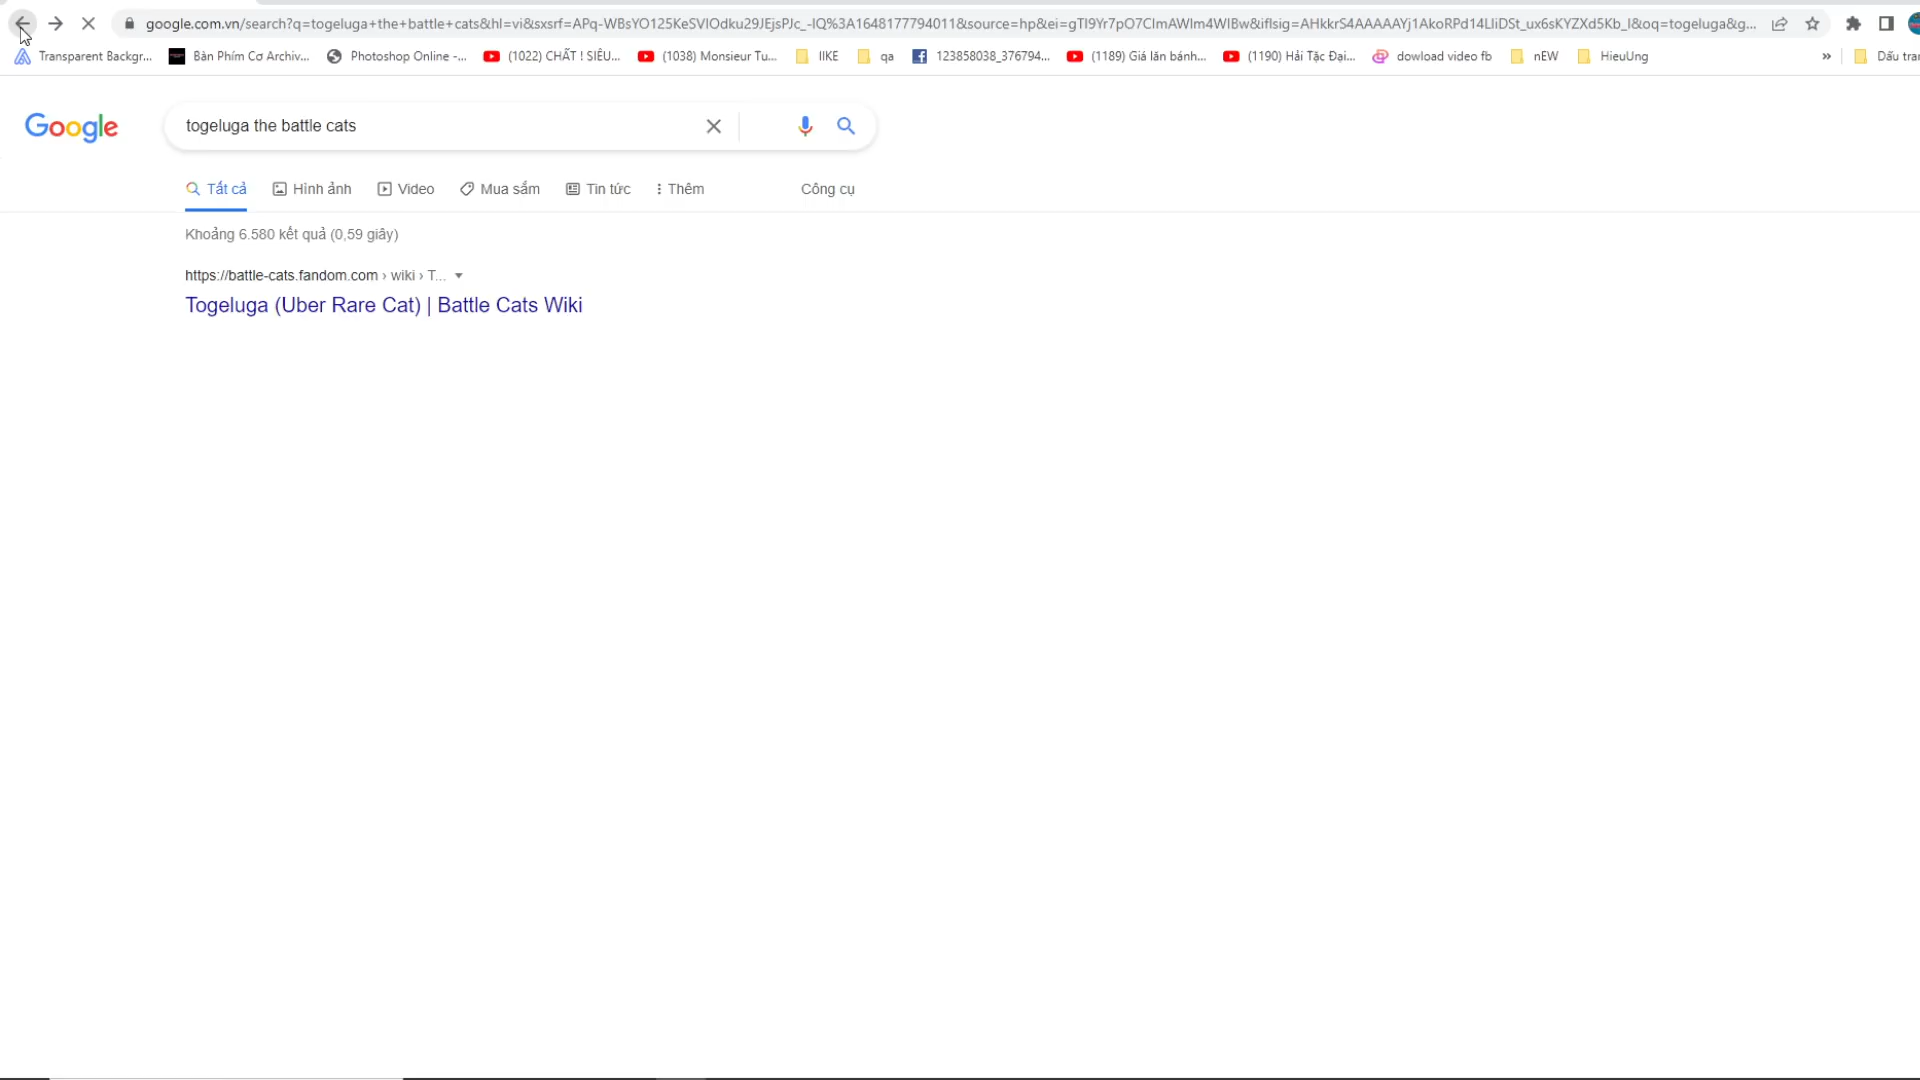 google.com.vn/search?q=togeluga+the+battle+cats&hl=vi&sxsrf=APq-WBsYO125KeSVIOdku29JEjsPJc_-IQ%3A1648177794011&source=hp&ei=gTI9Yr7pO7CImAWIm4WIBw&iflsig=AHkkrS4AAAAAYj1AkoRPd14LIiDSt_ux6sKYZXd5Kb_I&oq=togeluga&g...
Transparent Backgr... Bàn Phím Cơ Archiv... Photoshop Online -... (1022) CHẤT ! SIÊU... (1038) Monsieur Tu... IIKE qa 123858038_376794... (1189) Giá lăn bánh... (1190) Hải Tặc Đại... dowload video fb nEW HieuUng » Dấu tran
Google togeluga the battle cats
Tất cả Hình ảnh Video Mua sắm Tin tức Thêm Công cụ
Khoảng 6.580 kết quả (0,59 giây)
https://battle-cats.fandom.com › wiki › T...
Togeluga (Uber Rare Cat) | Battle Cats Wiki